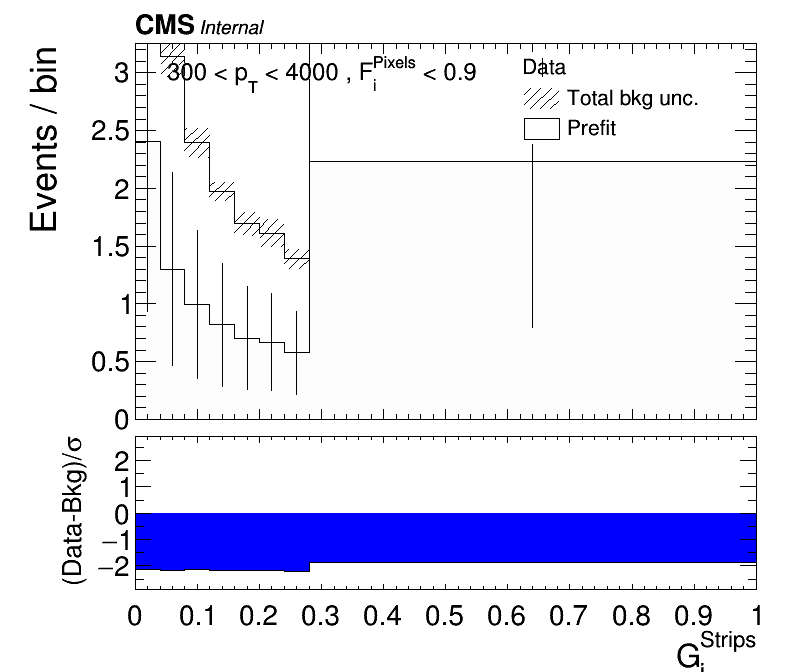 CMS Internal
300 < p_T < 4000 , F_i^Pixels < 0.9
Data
Total bkg unc.
Prefit
Events / bin
3
2.5
2
1.5
1
0.5
0
(Data-Bkg)/σ
2
1
0
−1
−2
0 0.1 0.2 0.3 0.4 0.5 0.6 0.7 0.8 0.9 1
G_i^Strips